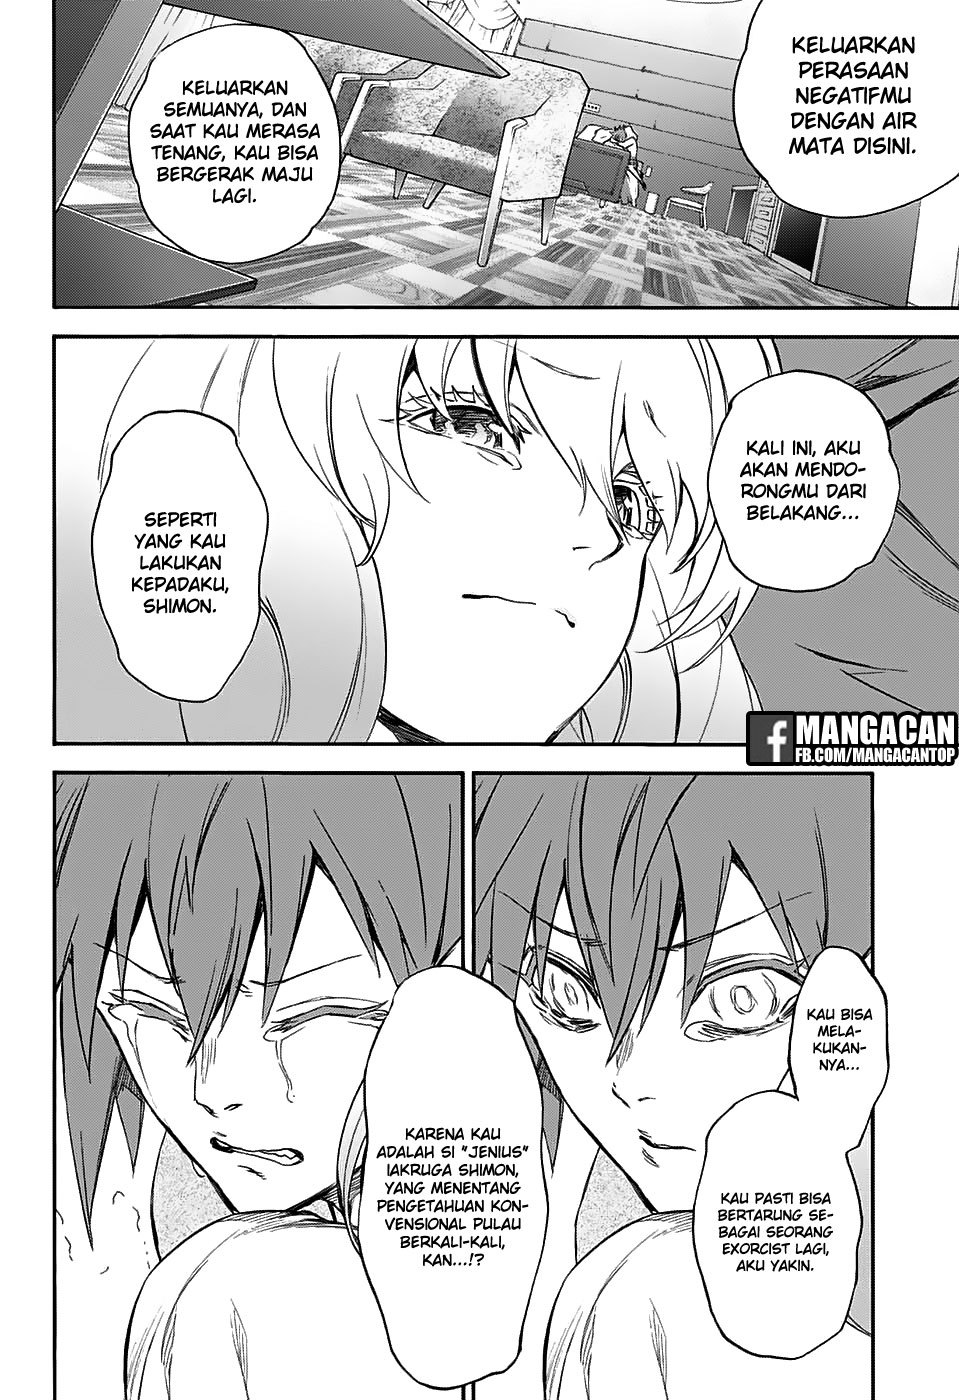 KELUARKAN
PERASAAN
NEGATIFMU
DENGAN AIR
MATA DISINI.
KELUARKAN
SEMUANYA, DAN
SAAT KAU MERASA
TENANG, KAU BISA
BERGERAK MAJU
LAGI.
KALI INI, AKU
AKAN MENDO-
RONGMU DARI
BELAKANG...
SEPERTI
YANG KAU
LAKUKAN
KEPADAKU,
SHIMON.
MANGACAN
FB.COM/MANGACANTOP
KAU BISA
MELA-
KUKAN-
NYA...
KAU PASTI BISA
BERTARUNG SE-
BAGAI SEORANG
EXORCIST LAGI,
AKU YAKIN.
KARENA KAU
ADALAH SI "JENIUS"
IAKRUGA SHIMON,
YANG MENENTANG
PENGETAHUAN KON-
VENSIONAL PULAU
BERKALI-KALI,
KAN...!?